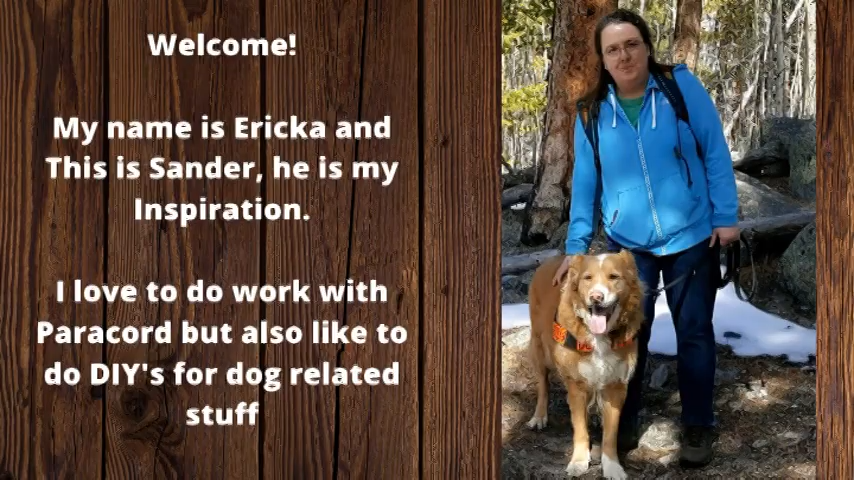 Welcome!
My name is Ericka and
This is Sander, he is my
Inspiration.
I love to do work with
Paracord but also like to
do DIY's for dog related
stuff